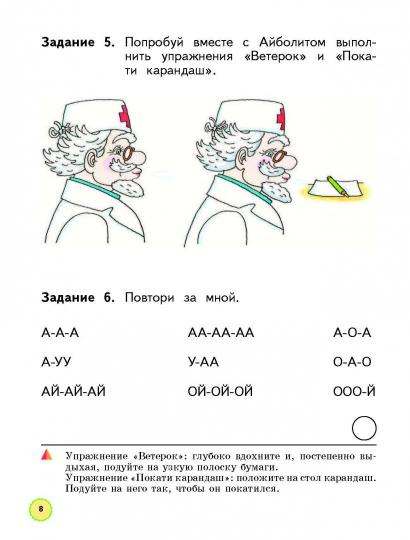 Задание 5. Попробуй вместе с Айболитом выпол-
нить упражнения «Ветерок» и «Пока-
ти карандаш».
Задание 6. Повтори за мной.
А-А-А АА-АА-АА А-О-А
А-УУ У-АА О-А-О
АЙ-АЙ-АЙ ОЙ-ОЙ-ОЙ ООО-Й
Упражнение «Ветерок»: глубоко вдохните и, постепенно вы-
дыхая, подуйте на узкую полоску бумаги.
Упражнение «Покати карандаш»: положите на стол карандаш.
Подуйте на него так, чтобы он покатился.
8